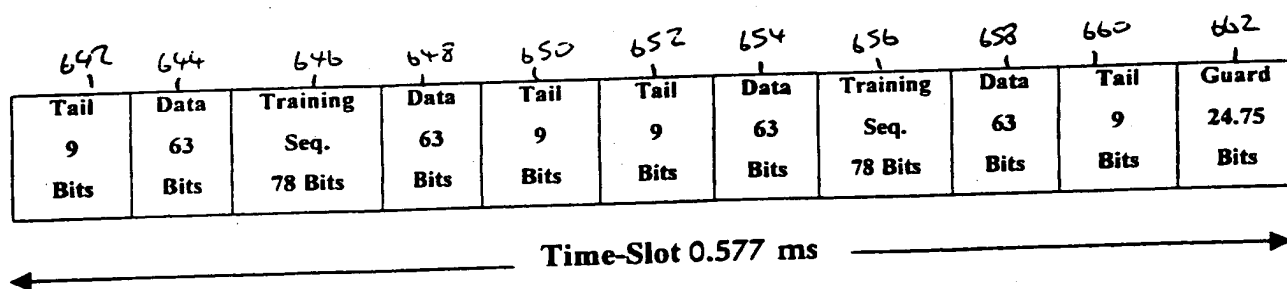 642 644 646 648 650 652 654 656 658 660 662
Tail Data Training Data Tail Tail Data Training Data Tail Guard
9 63 Seq. 63 9 9 63 Seq. 63 9 24.75
Bits Bits 78 Bits Bits Bits Bits Bits 78 Bits Bits Bits Bits
Time-Slot 0.577 ms